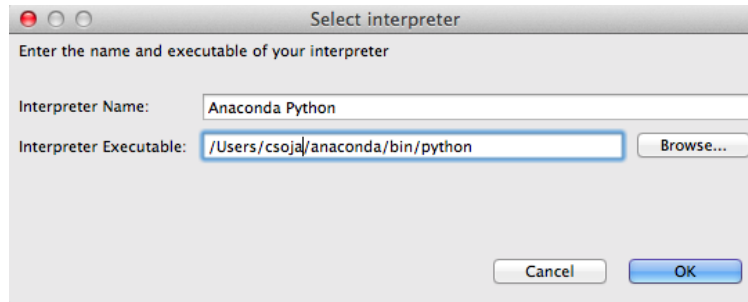 Select interpreter
Enter the name and executable of your interpreter
Interpreter Name: Anaconda Python
Interpreter Executable: /Users/csoja/anaconda/bin/python Browse...
Cancel OK